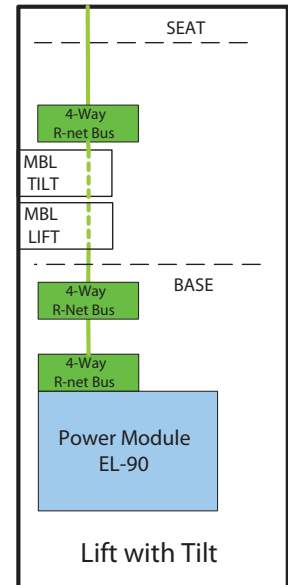 SEAT
4-Way
R-net Bus
MBL
TILT
MBL
LIFT
BASE
4-Way
R-Net Bus
4-Way
R-net Bus
Power Module
EL-90
Lift with Tilt